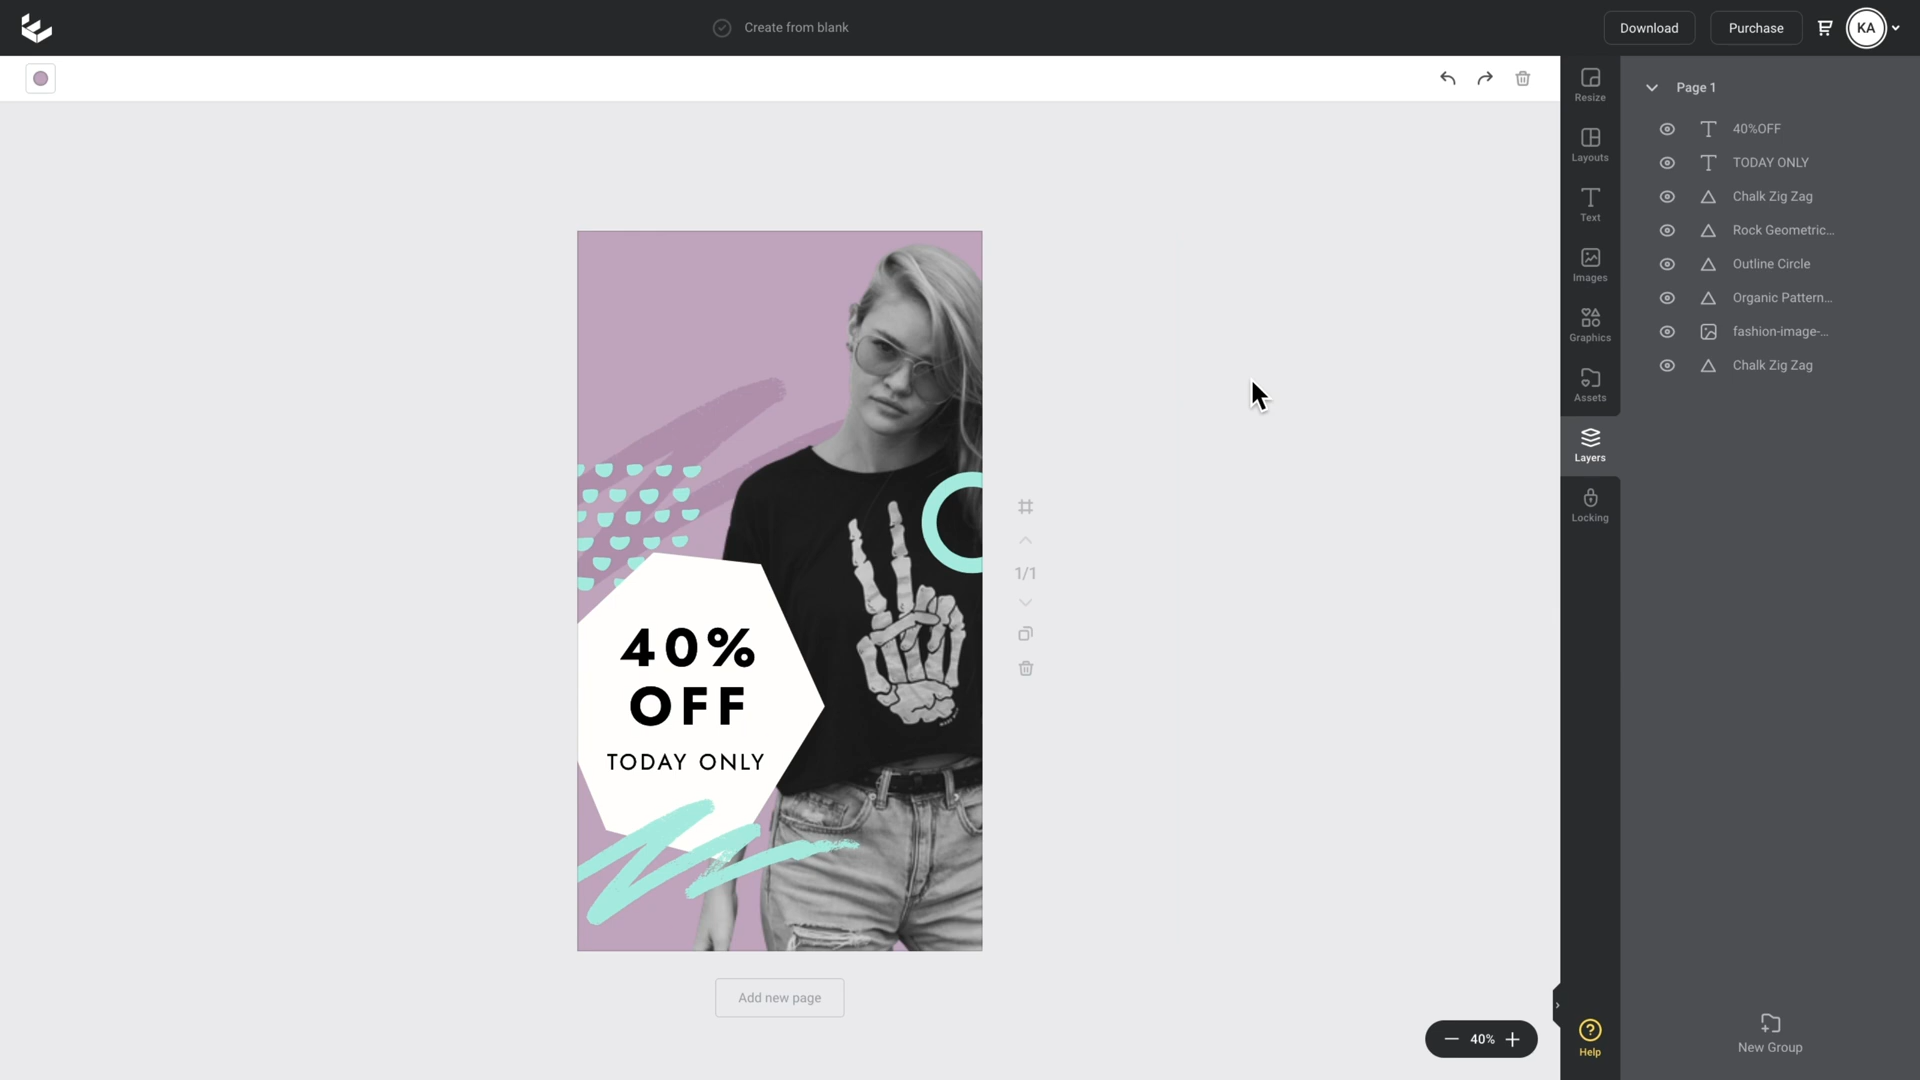 Create from blank
Download
Purchase
KA
Resize
Layouts
Text
Images
Graphics
Assets
Layers
Locking
Help
Page 1
40%OFF
TODAY ONLY
Chalk Zig Zag
Rock Geometric...
Outline Circle
Organic Pattern...
fashion-image-...
Chalk Zig Zag
New Group
40%
OFF
TODAY ONLY
1/1
Add new page
40%